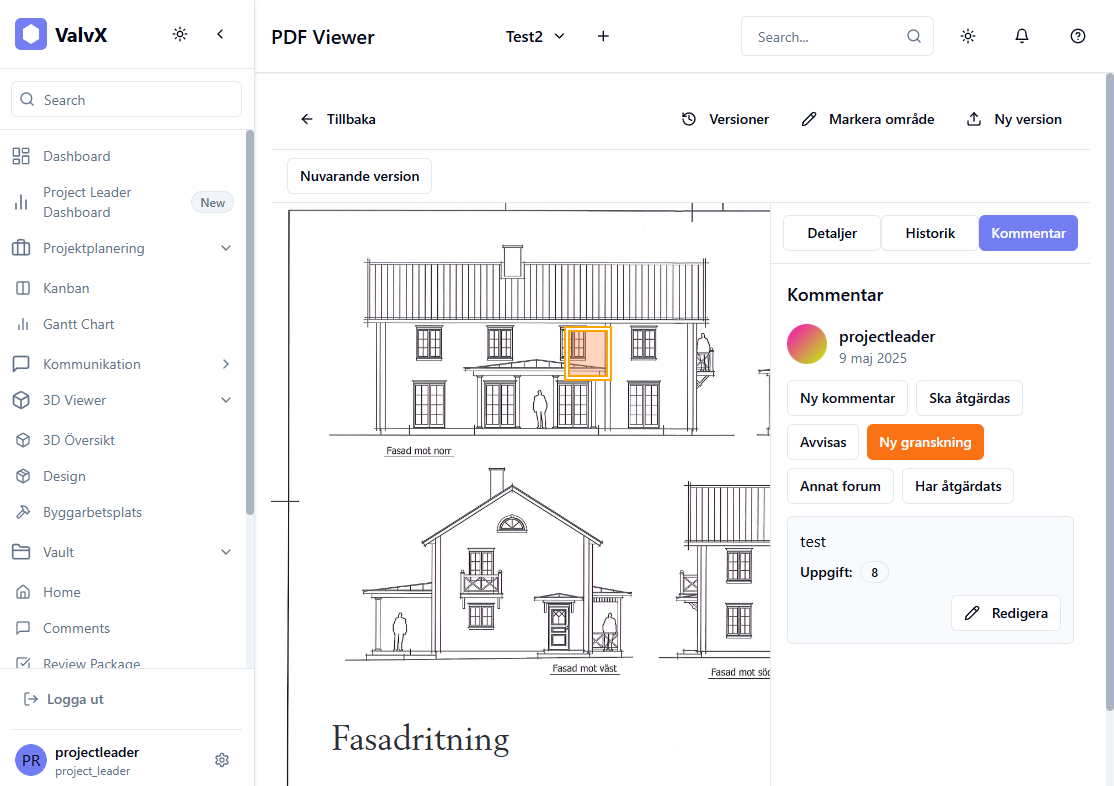 ValvX
PDF Viewer
Test2
Search...
Search
Dashboard
Project Leader
Dashboard
New
Projektplanering
Kanban
Gantt Chart
Kommunikation
3D Viewer
3D Översikt
Design
Byggarbetsplats
Vault
Home
Comments
Review Package
Logga ut
PR
projectleader
project_leader
Tillbaka
Versioner
Markera område
Ny version
Nuvarande version
Fasad mot norr
Fasad mot väst
Fasad mot söd
Fasadritning
Detaljer
Historik
Kommentar
Kommentar
projectleader
9 maj 2025
Ny kommentar
Ska åtgärdas
Avvisas
Ny granskning
Annat forum
Har åtgärdats
test
Uppgift: 8
Redigera